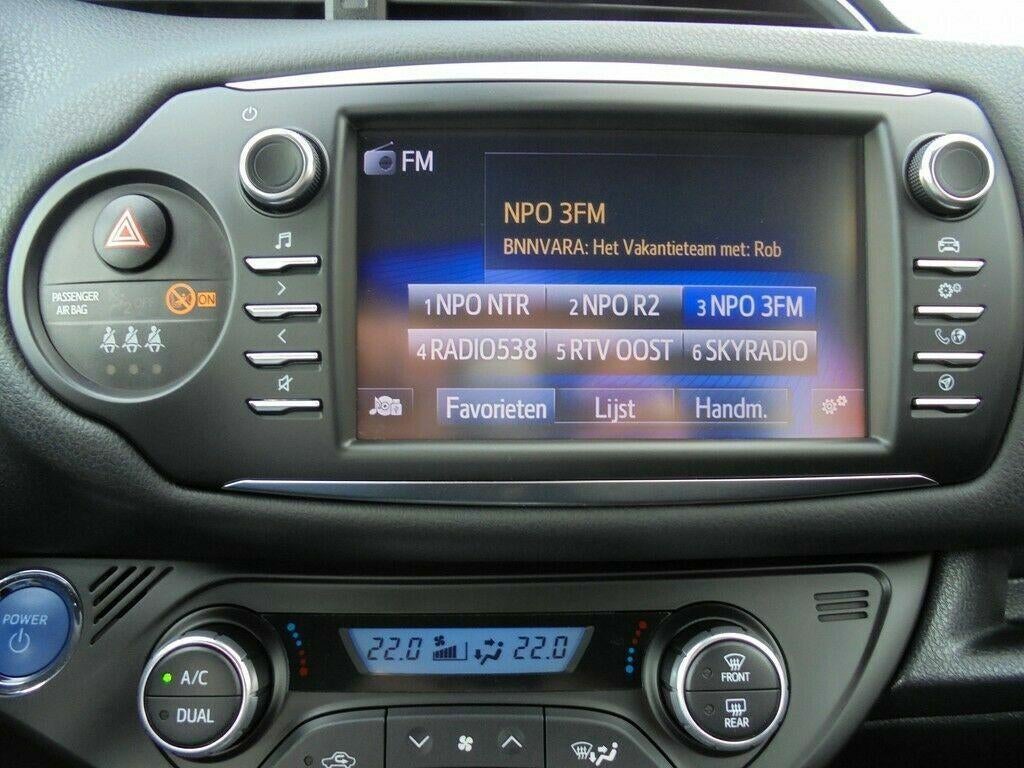 FM
NPO 3FM
BNNVARA: Het Vakantieteam met: Rob
PASSENGER
AIR BAG
OFF
ON
1 NPO NTR 2 NPO R2 3 NPO 3FM
4 RADIO538 5 RTV OOST 6 SKYRADIO
Favorieten Lijst Handm.
POWER
22.0 22.0
A/C
DUAL
FRONT
REAR